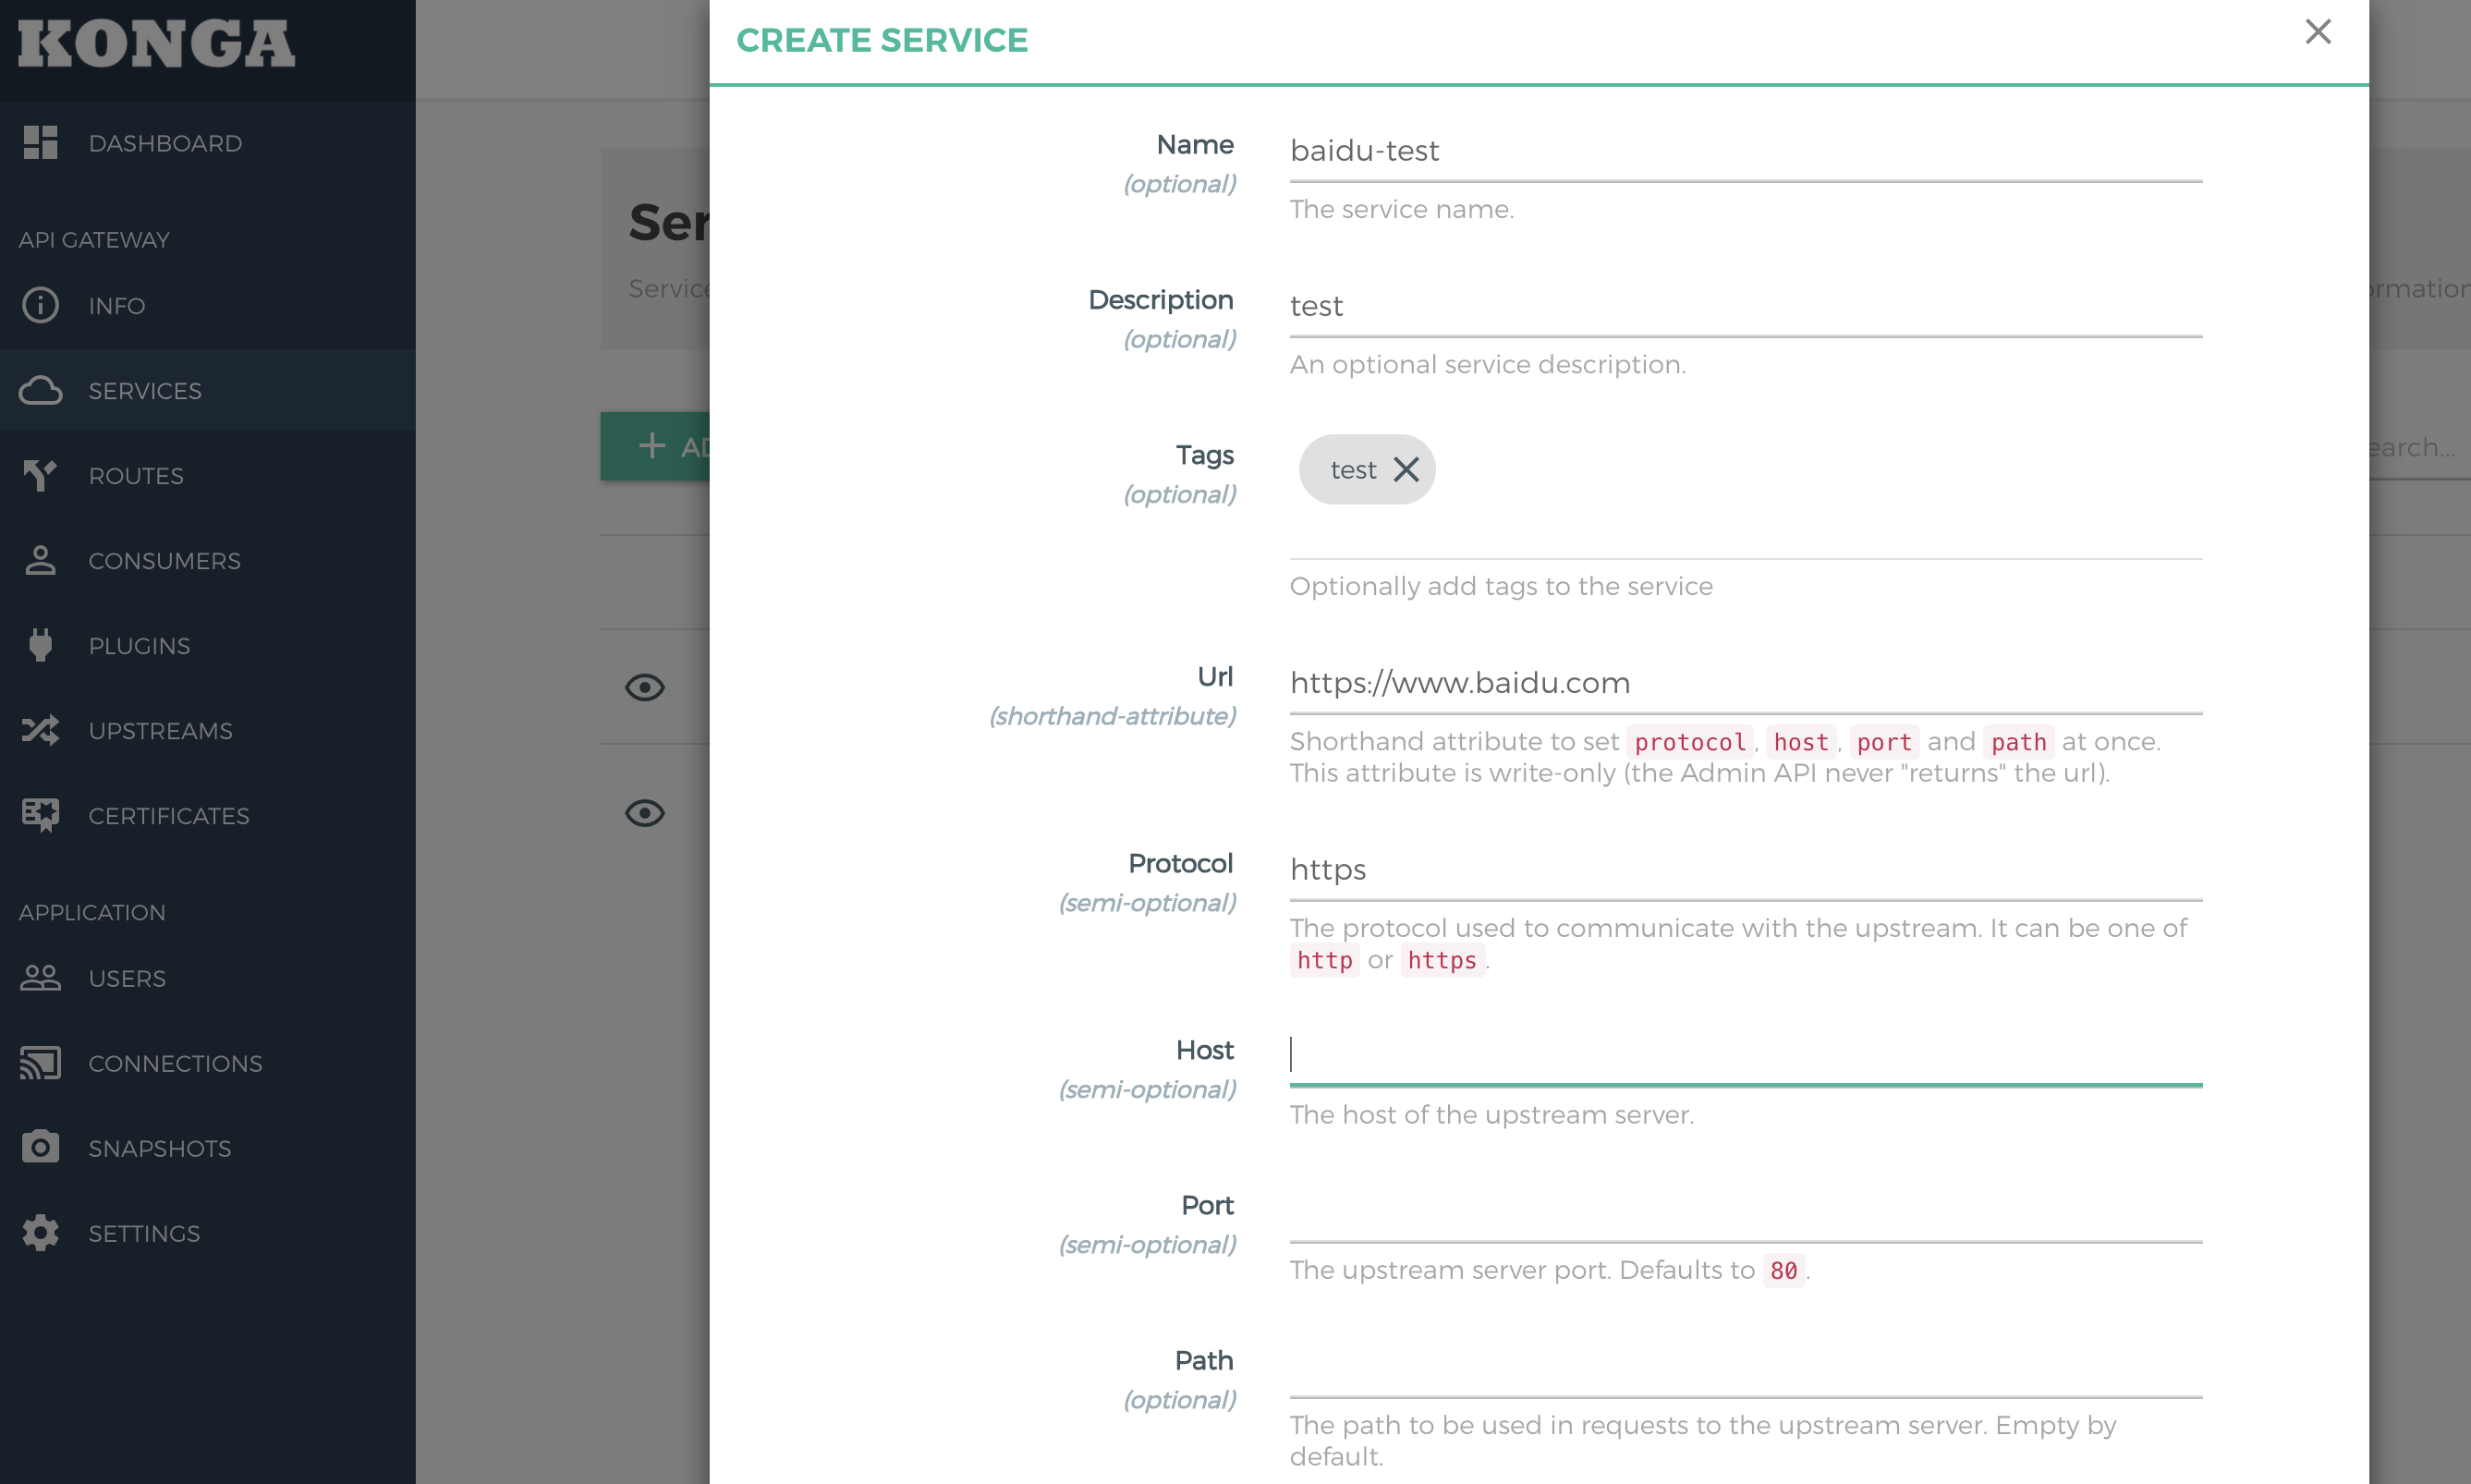 KONGA
DASHBOARD
API GATEWAY
INFO
SERVICES
ROUTES
CONSUMERS
PLUGINS
UPSTREAMS
CERTIFICATES
APPLICATION
USERS
CONNECTIONS
SNAPSHOTS
SETTINGS
CREATE SERVICE
Name
(optional)
baidu-test
The service name.
Description
(optional)
test
An optional service description.
Tags
(optional)
test
Optionally add tags to the service
Url
(shorthand-attribute)
https://www.baidu.com
Shorthand attribute to set protocol, host, port and path at once.
This attribute is write-only (the Admin API never "returns" the url).
Protocol
(semi-optional)
https
The protocol used to communicate with the upstream. It can be one of
http or https.
Host
(semi-optional)
The host of the upstream server.
Port
(semi-optional)
The upstream server port. Defaults to 80.
Path
(optional)
The path to be used in requests to the upstream server. Empty by
default.